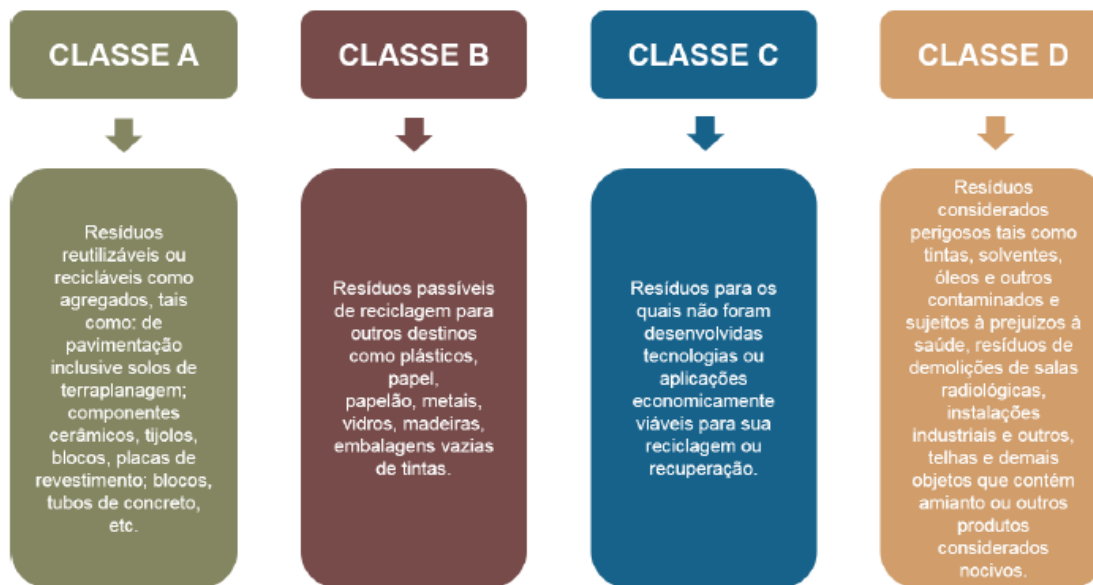 CLASSE A
Resíduos
reutilizáveis ou
recicláveis como
agregados, tais
como: de
pavimentação
inclusive solos de
terraplanagem;
componentes
cerâmicos, tijolos,
blocos, placas de
revestimento; blocos,
tubos de concreto,
etc.
CLASSE B
Resíduos passíveis
de reciclagem para
outros destinos
como plásticos,
papel,
papelão, metais,
vidros, madeiras,
embalagens vazias
de tintas.
CLASSE C
Resíduos para os
quais não foram
desenvolvidas
tecnologias ou
aplicações
economicamente
viáveis para sua
reciclagem ou
recuperação.
CLASSE D
Resíduos
considerados
perigosos tais como
tintas, solventes,
óleos e outros
contaminados e
sujeitos à prejuízos à
saúde, resíduos de
demolições de salas
radiológicas,
instalações
industriais e outros,
telhas e demais
objetos que contém
amianto ou outros
produtos
considerados
nocivos.